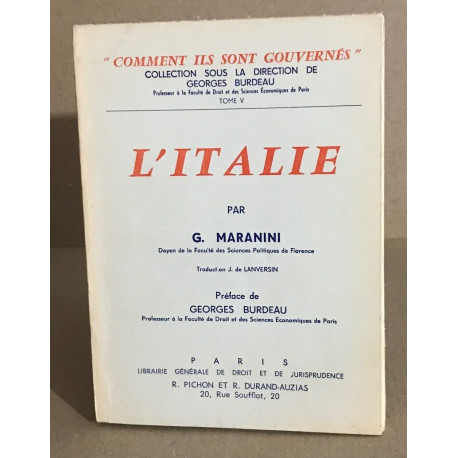 "COMMENT ILS SONT GOUVERNÉS"
COLLECTION SOUS LA DIRECTION DE
GEORGES BURDEAU
Professeur à la Faculté de Droit et des Sciences Économiques de Paris
TOME V
L'ITALIE
PAR
G. MARANINI
Doyen de la Faculté des Sciences Politiques de Florence
Traduction J. de LANVERSIN
Préface de
GEORGES BURDEAU
Professeur à la Faculté de Droit et des Sciences Economiques de Paris
PARIS
LIBRAIRIE GÉNÉRALE DE DROIT ET DE JURISPRUDENCE
R. PICHON ET R. DURAND-AUZIAS
20, Rue Soufflot, 20